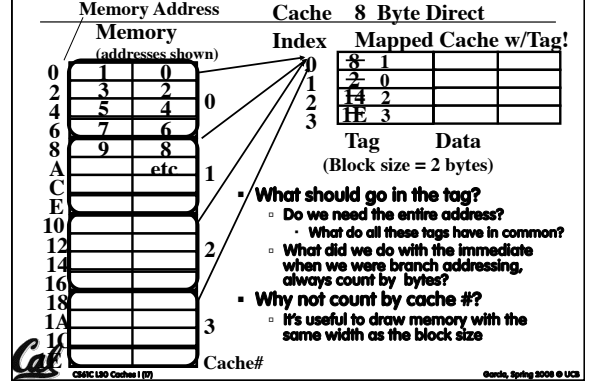 Memory Address
Cache 8 Byte Direct
Memory
(addresses shown)
Index
Mapped Cache w/Tag!
0
2
4
6
8
A
C
E
10
12
14
16
18
1A
1C
1 0
3 2
5 4
7 6
9 8
etc
0
1
2
3
Cache#
0
1
2
3
8 1
2 0
14 2
1E 3
Tag Data
(Block size = 2 bytes)
What should go in the tag?
Do we need the entire address?
What do all these tags have in common?
What did we do with the immediate
when we were branch addressing,
always count by bytes?
Why not count by cache #?
It's useful to draw memory with the
same width as the block size
Cal
CS61C L30 Caches I (17)
Garcia, Spring 2008 © UCB